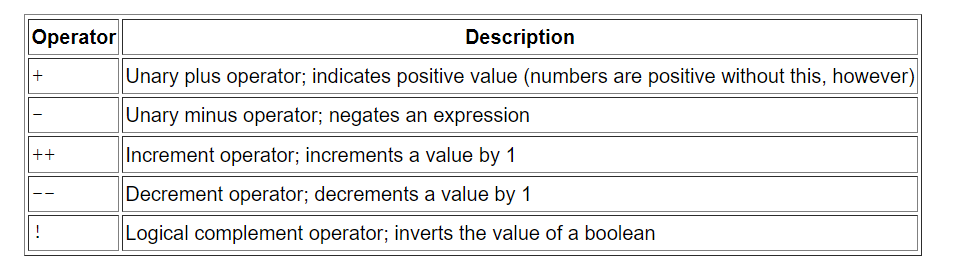 Operator Description
+ Unary plus operator; indicates positive value (numbers are positive without this, however)
- Unary minus operator; negates an expression
++ Increment operator; increments a value by 1
-- Decrement operator; decrements a value by 1
! Logical complement operator; inverts the value of a boolean